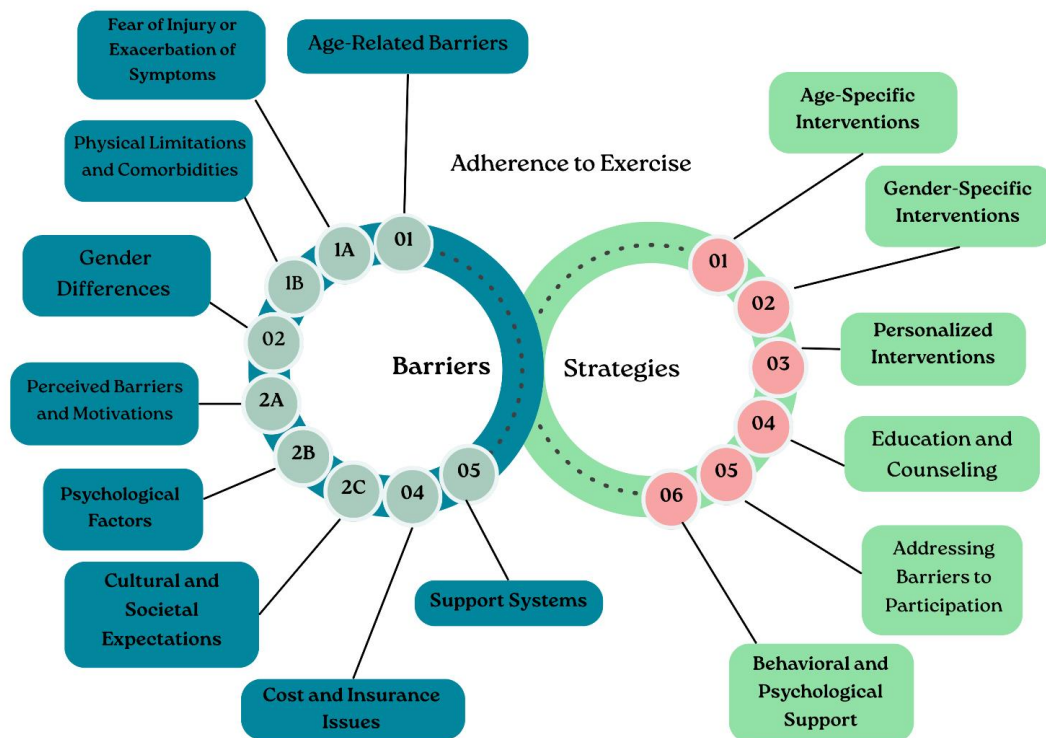 Fear of Injury or
Exacerbation of
Symptoms
Age-Related Barriers
Physical Limitations
and Comorbidities
Gender
Differences
Perceived Barriers
and Motivations
Psychological
Factors
Cultural and
Societal
Expectations
Cost and Insurance
Issues
Support Systems
01
1A
1B
02
2A
2B
2C
04
05
Barriers
Adherence to Exercise
Strategies
01
02
03
04
05
06
Age-Specific
Interventions
Gender-Specific
Interventions
Personalized
Interventions
Education and
Counseling
Addressing
Barriers to
Participation
Behavioral and
Psychological
Support